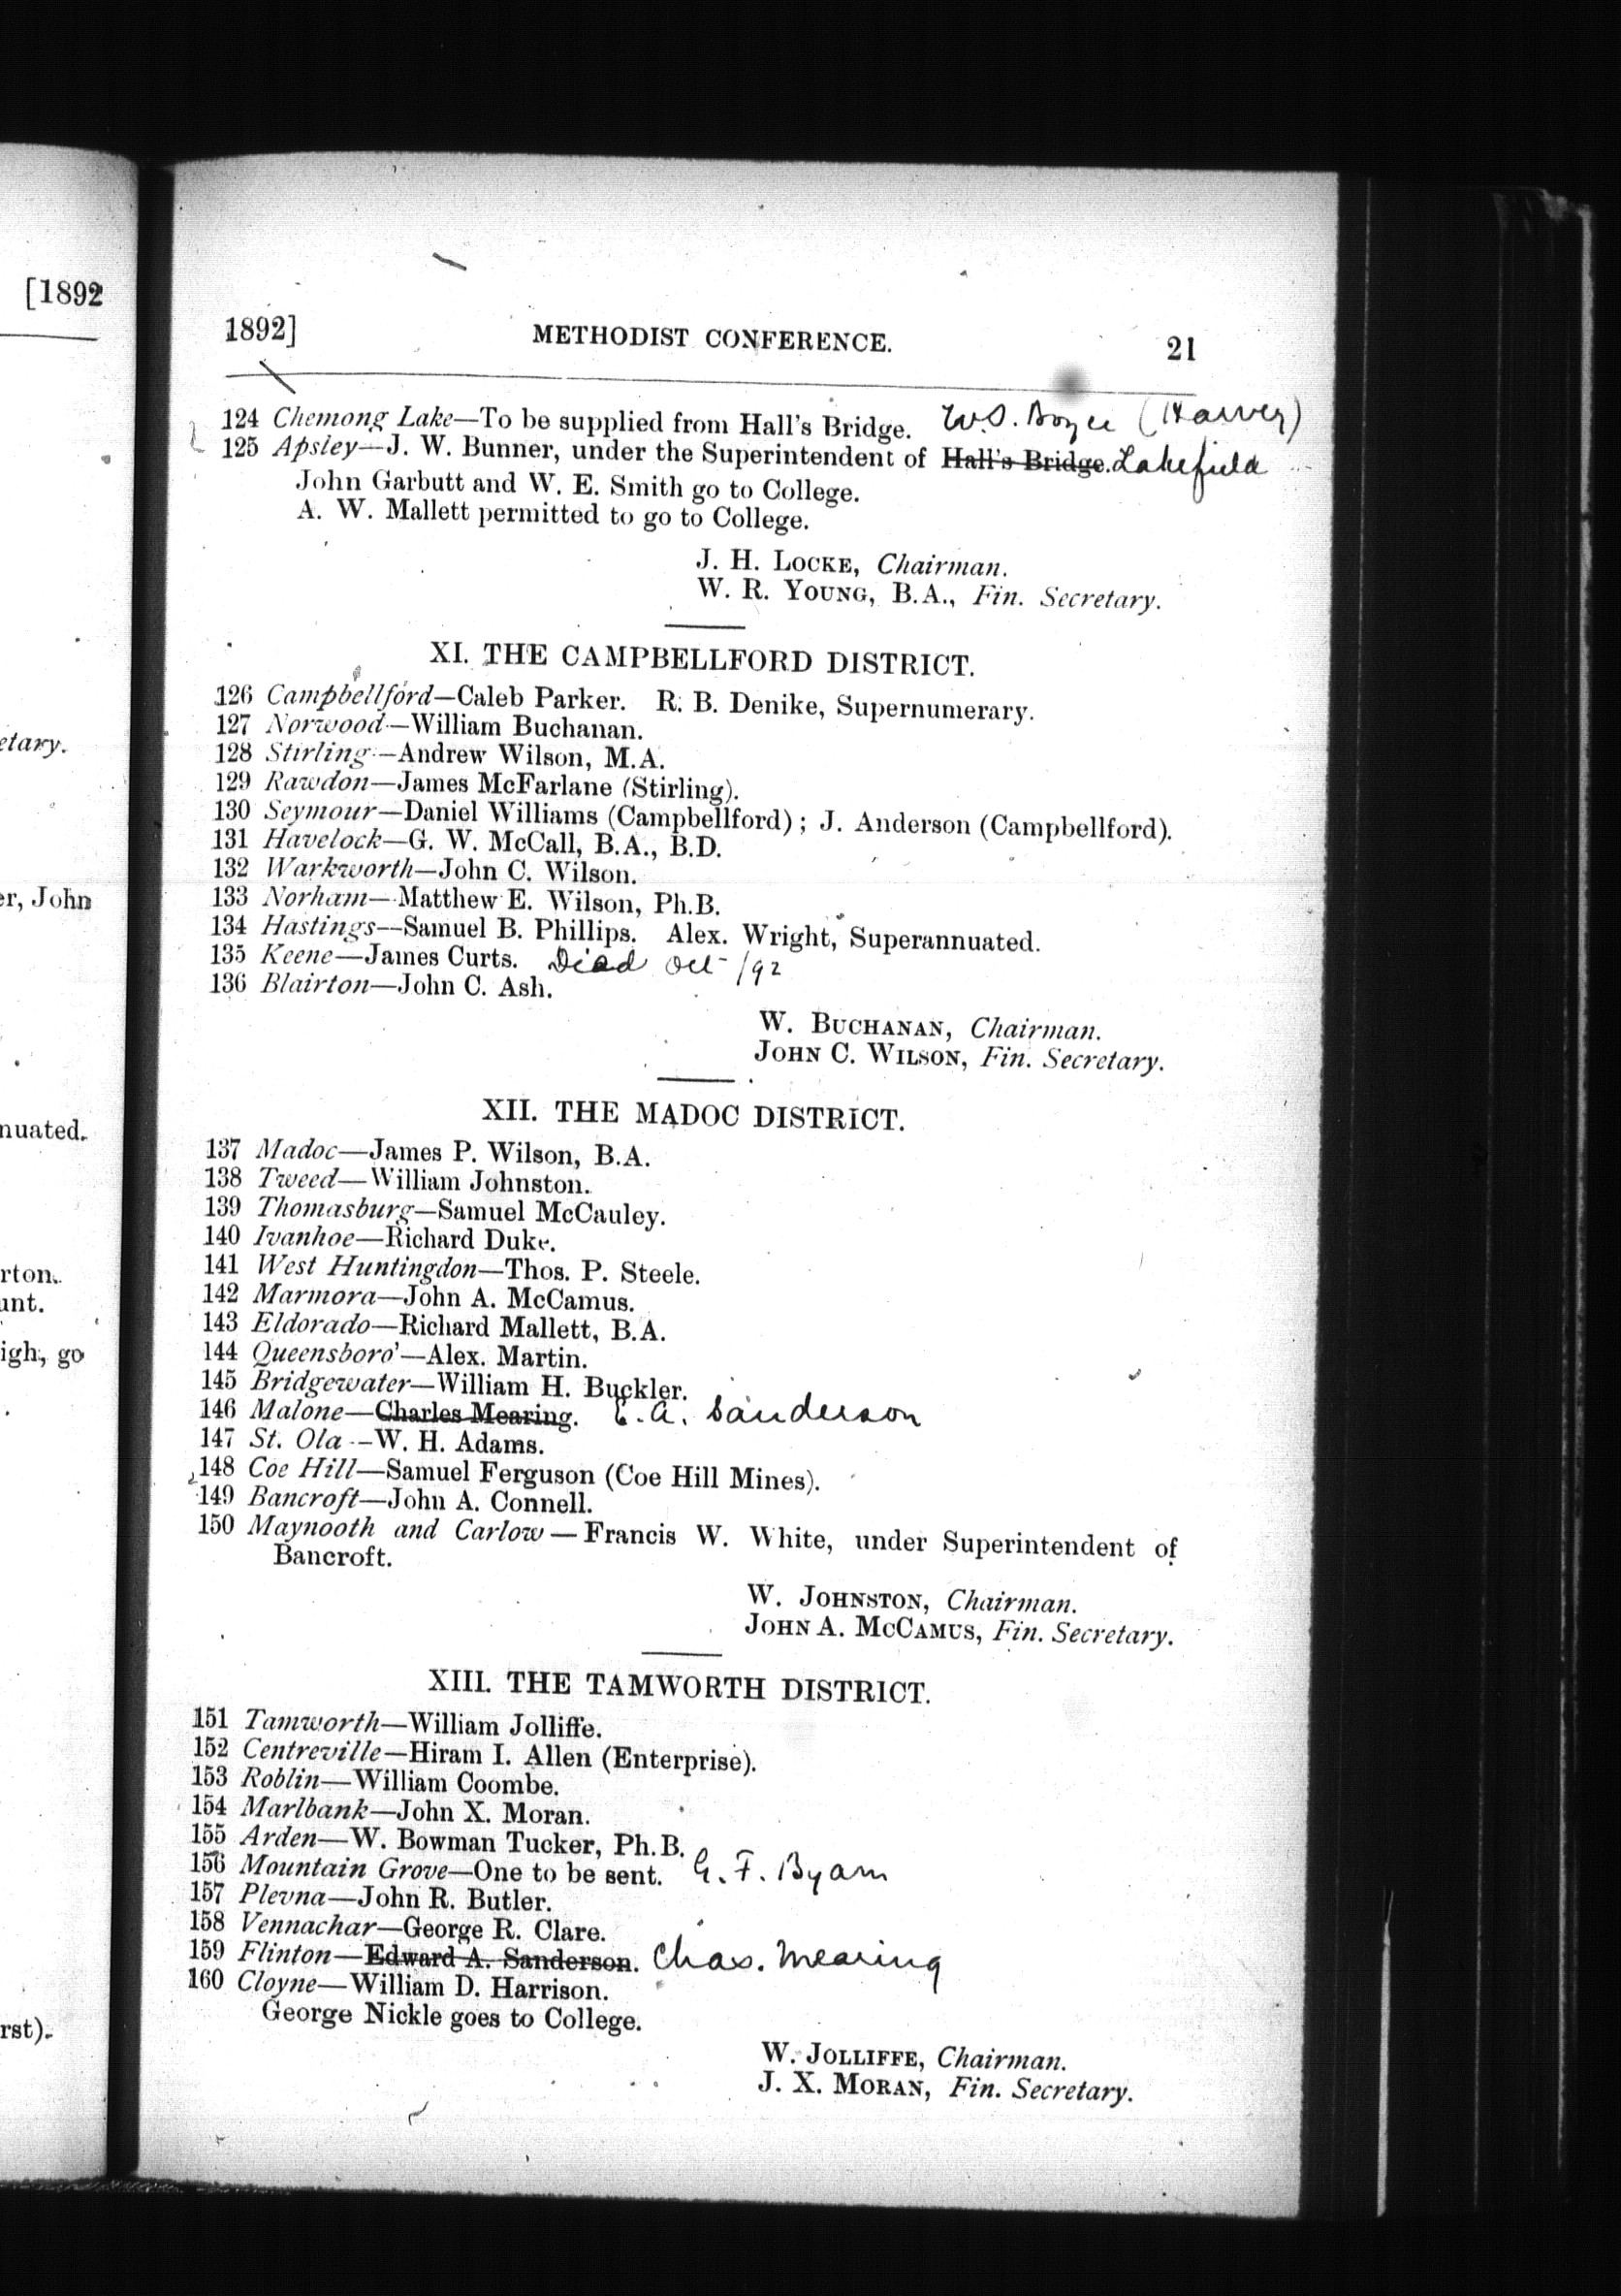 [1892
etary.
er, John
nuated.
rton.
unt.
igh, go
rst).
1892] METHODIST CONFERENCE. 21
124 Chemong Lake—To be supplied from Hall's Bridge. W.S. Boyce (Harvey)
125 Apsley—J. W. Bunner, under the Superintendent of Hall's Bridge. Lakefield
John Garbutt and W. E. Smith go to College.
A. W. Mallett permitted to go to College.
J. H. LOCKE, Chairman.
W. R. YOUNG, B.A., Fin. Secretary.
XI. THE CAMPBELLFORD DISTRICT.
126 Campbellford—Caleb Parker. R. B. Denike, Supernumerary.
127 Norwood—William Buchanan.
128 Stirling—Andrew Wilson, M.A.
129 Rawdon—James McFarlane (Stirling).
130 Seymour—Daniel Williams (Campbellford); J. Anderson (Campbellford).
131 Havelock—G. W. McCall, B.A., B.D.
132 Warkworth—John C. Wilson.
133 Norham—Matthew E. Wilson, Ph.B.
134 Hastings—Samuel B. Phillips. Alex. Wright, Superannuated.
135 Keene—James Curts. Died Oct /92
136 Blairton—John C. Ash.
W. BUCHANAN, Chairman.
JOHN C. WILSON, Fin. Secretary.
XII. THE MADOC DISTRICT.
137 Madoc—James P. Wilson, B.A.
138 Tweed—William Johnston.
139 Thomasburg—Samuel McCauley.
140 Ivanhoe—Richard Duke.
141 West Huntingdon—Thos. P. Steele.
142 Marmora—John A. McCamus.
143 Eldorado—Richard Mallett, B.A.
144 Queensboro'—Alex. Martin.
145 Bridgewater—William H. Buckler.
146 Malone—Charles Mearing. E. A. Sanderson
147 St. Ola—W. H. Adams.
148 Coe Hill—Samuel Ferguson (Coe Hill Mines).
149 Bancroft—John A. Connell.
150 Maynooth and Carlow—Francis W. White, under Superintendent of
Bancroft.
W. JOHNSTON, Chairman.
JOHN A. MCCAMUS, Fin. Secretary.
XIII. THE TAMWORTH DISTRICT.
151 Tamworth—William Jolliffe.
152 Centreville—Hiram I. Allen (Enterprise).
153 Roblin—William Coombe.
154 Marlbank—John X. Moran.
155 Arden—W. Bowman Tucker, Ph.B.
156 Mountain Grove—One to be sent. G. F. Byam
157 Plevna—John R. Butler.
158 Vennachar—George R. Clare.
159 Flinton—Edward A. Sanderson. Chas. Mearing
160 Cloyne—William D. Harrison.
George Nickle goes to College.
W. JOLLIFFE, Chairman.
J. X. MORAN, Fin. Secretary.